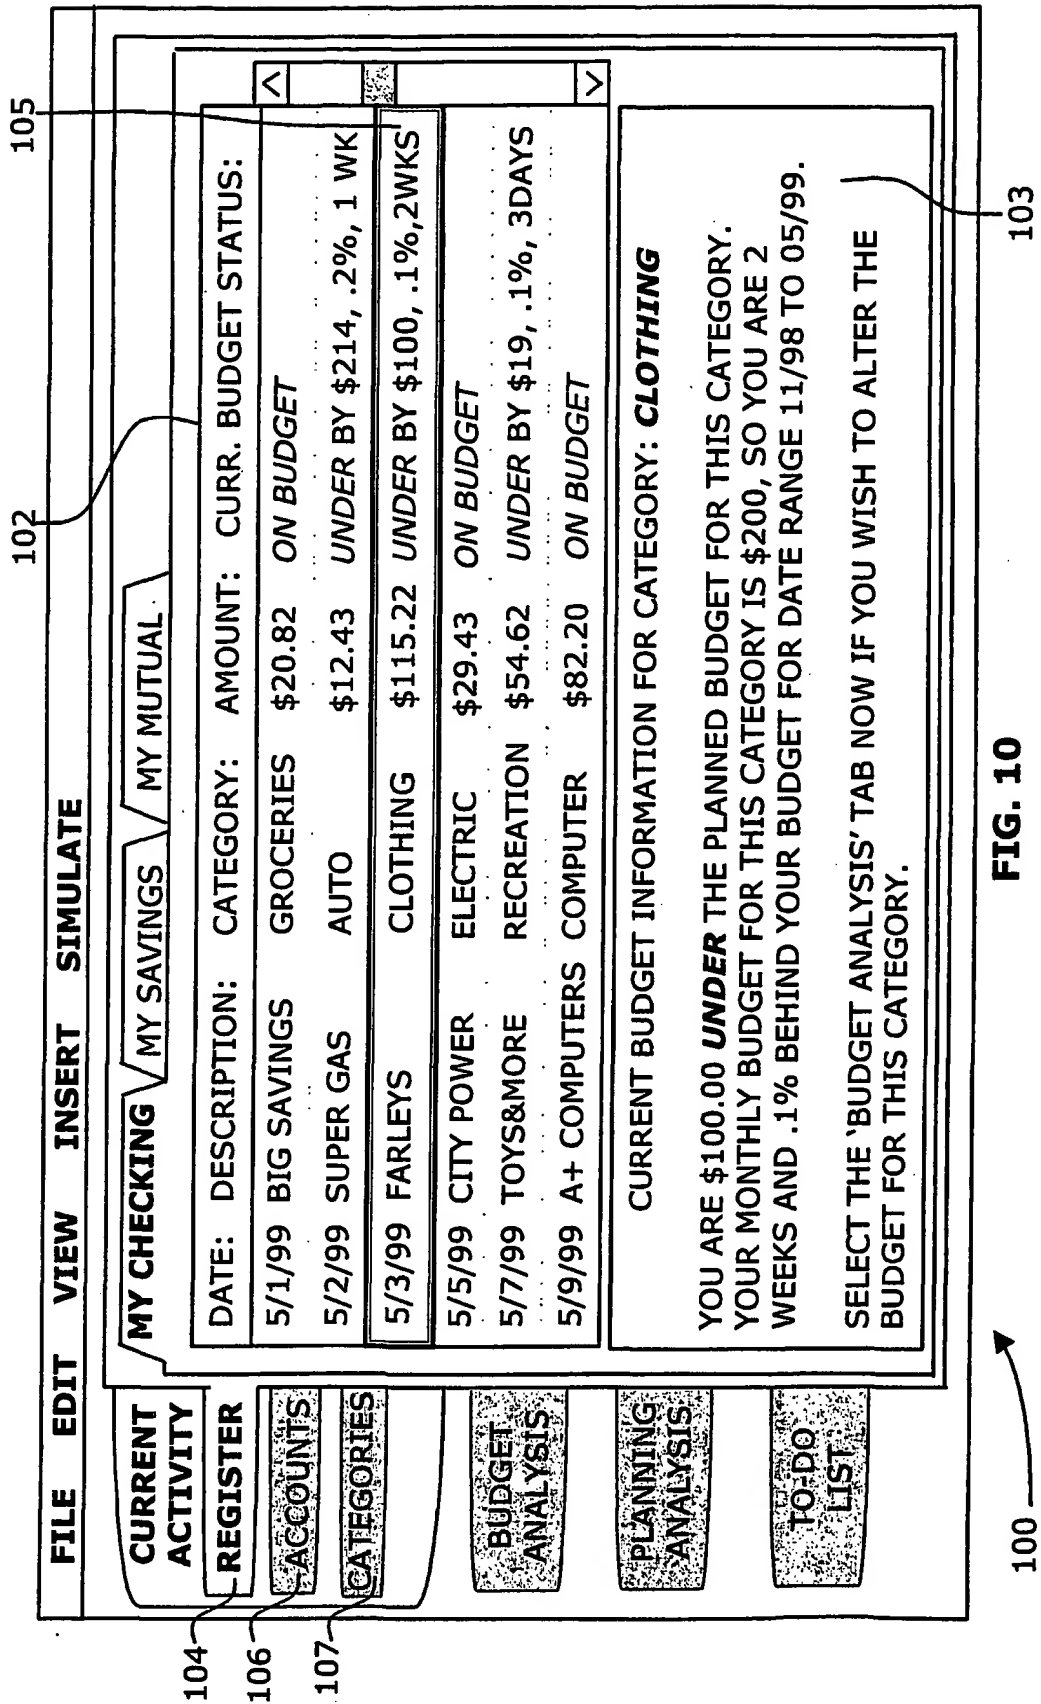 FILE EDIT VIEW INSERT SIMULATE
MY CHECKING MY SAVINGS MY MUTUAL
CURRENT
ACTIVITY
REGISTER
ACCOUNTS
CATEGORIES
BUDGET
ANALYSIS
PLANNING
ANALYSIS
TO-DO
LIST
DATE: DESCRIPTION: CATEGORY: AMOUNT: CURR. BUDGET STATUS:
5/1/99 BIG SAVINGS GROCERIES $20.82 ON BUDGET
5/2/99 SUPER GAS AUTO $12.43 UNDER BY $214, .2%, 1 WK
5/3/99 FARLEYS CLOTHING $115.22 UNDER BY $100, .1%,2WKS
5/5/99 CITY POWER ELECTRIC $29.43 ON BUDGET
5/7/99 TOYS&MORE RECREATION $54.62 UNDER BY $19, .1%, 3DAYS
5/9/99 A+ COMPUTERS COMPUTER $82.20 ON BUDGET
CURRENT BUDGET INFORMATION FOR CATEGORY: CLOTHING
YOU ARE $100.00 UNDER THE PLANNED BUDGET FOR THIS CATEGORY.
YOUR MONTHLY BUDGET FOR THIS CATEGORY IS $200, SO YOU ARE 2
WEEKS AND .1% BEHIND YOUR BUDGET FOR DATE RANGE 11/98 TO 05/99.
SELECT THE 'BUDGET ANALYSIS' TAB NOW IF YOU WISH TO ALTER THE
BUDGET FOR THIS CATEGORY.
102
105
104
106
107
103
100
FIG. 10